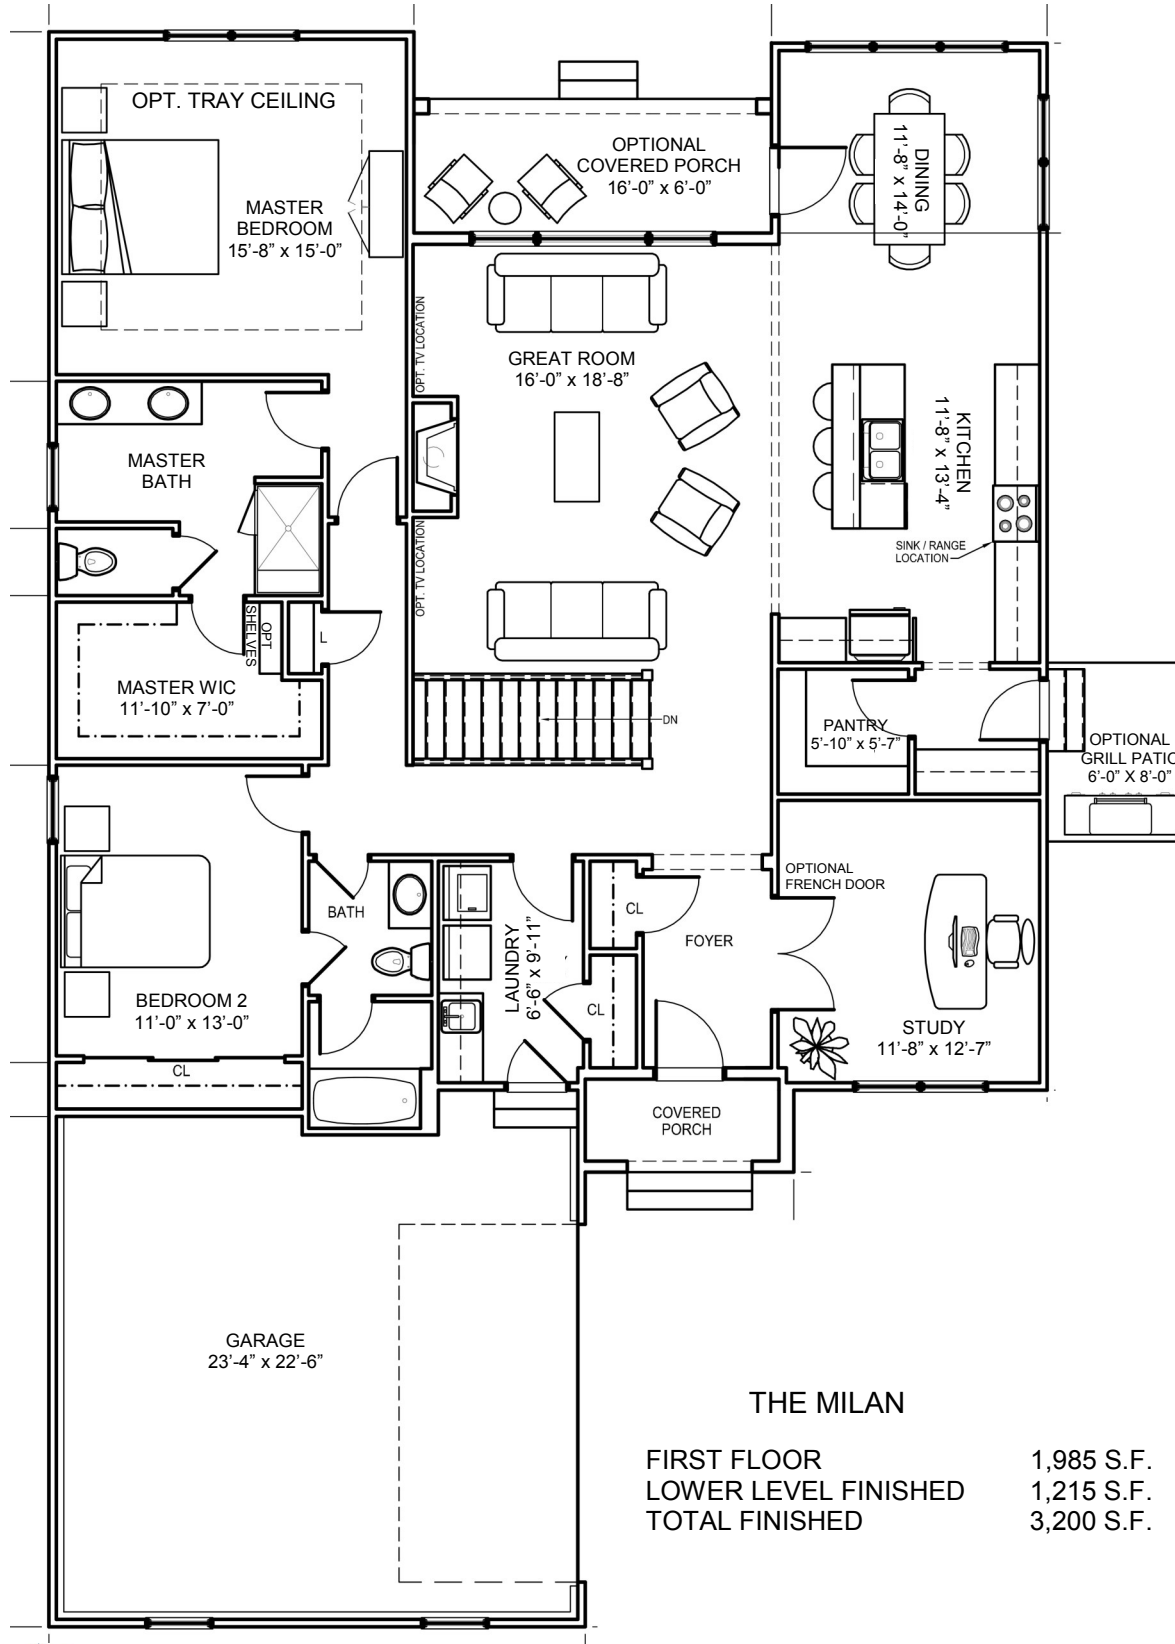 OPT. TRAY CEILING
MASTER
BEDROOM
15'-8” x 15'-0”
OPTIONAL
COVERED PORCH
16'-0” x 6'-0”
DINING
11'-8” x 14'-0”
OPT. TV LOCATION
GREAT ROOM
16'-0” x 18'-8”
KITCHEN
11'-8” x 13'-4”
MASTER
BATH
OPT. TV LOCATION
SINK / RANGE
LOCATION
OPT
SHELVES
L
MASTER WIC
11'-10” x 7'-0”
DN
PANTRY
5'-10” x 5'-7”
OPTIONAL
GRILL PATIO
6'-0” X 8'-0”
OPTIONAL
FRENCH DOOR
BATH
CL
FOYER
LAUNDRY
6'-6” x 9'-11”
BEDROOM 2
11'-0” x 13'-0”
CL
CL
STUDY
11'-8” x 12'-7”
COVERED
PORCH
GARAGE
23'-4” x 22'-6”
THE MILAN
FIRST FLOOR 1,985 S.F.
LOWER LEVEL FINISHED 1,215 S.F.
TOTAL FINISHED 3,200 S.F.